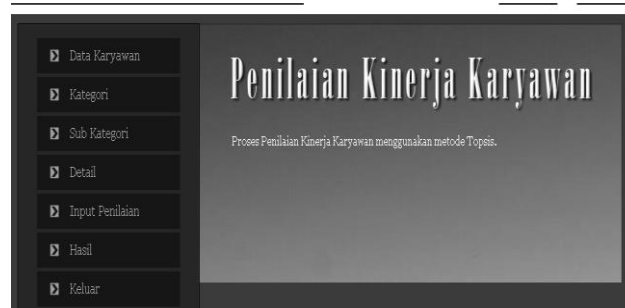 Data Karyawan
Kategori
Sub Kategori
Detail
Input Penilaian
Hasil
Keluar
Penilaian Kinerja Karyawan
Proses Penilaian Kinerja Karyawan menggunakan metode Topsis.